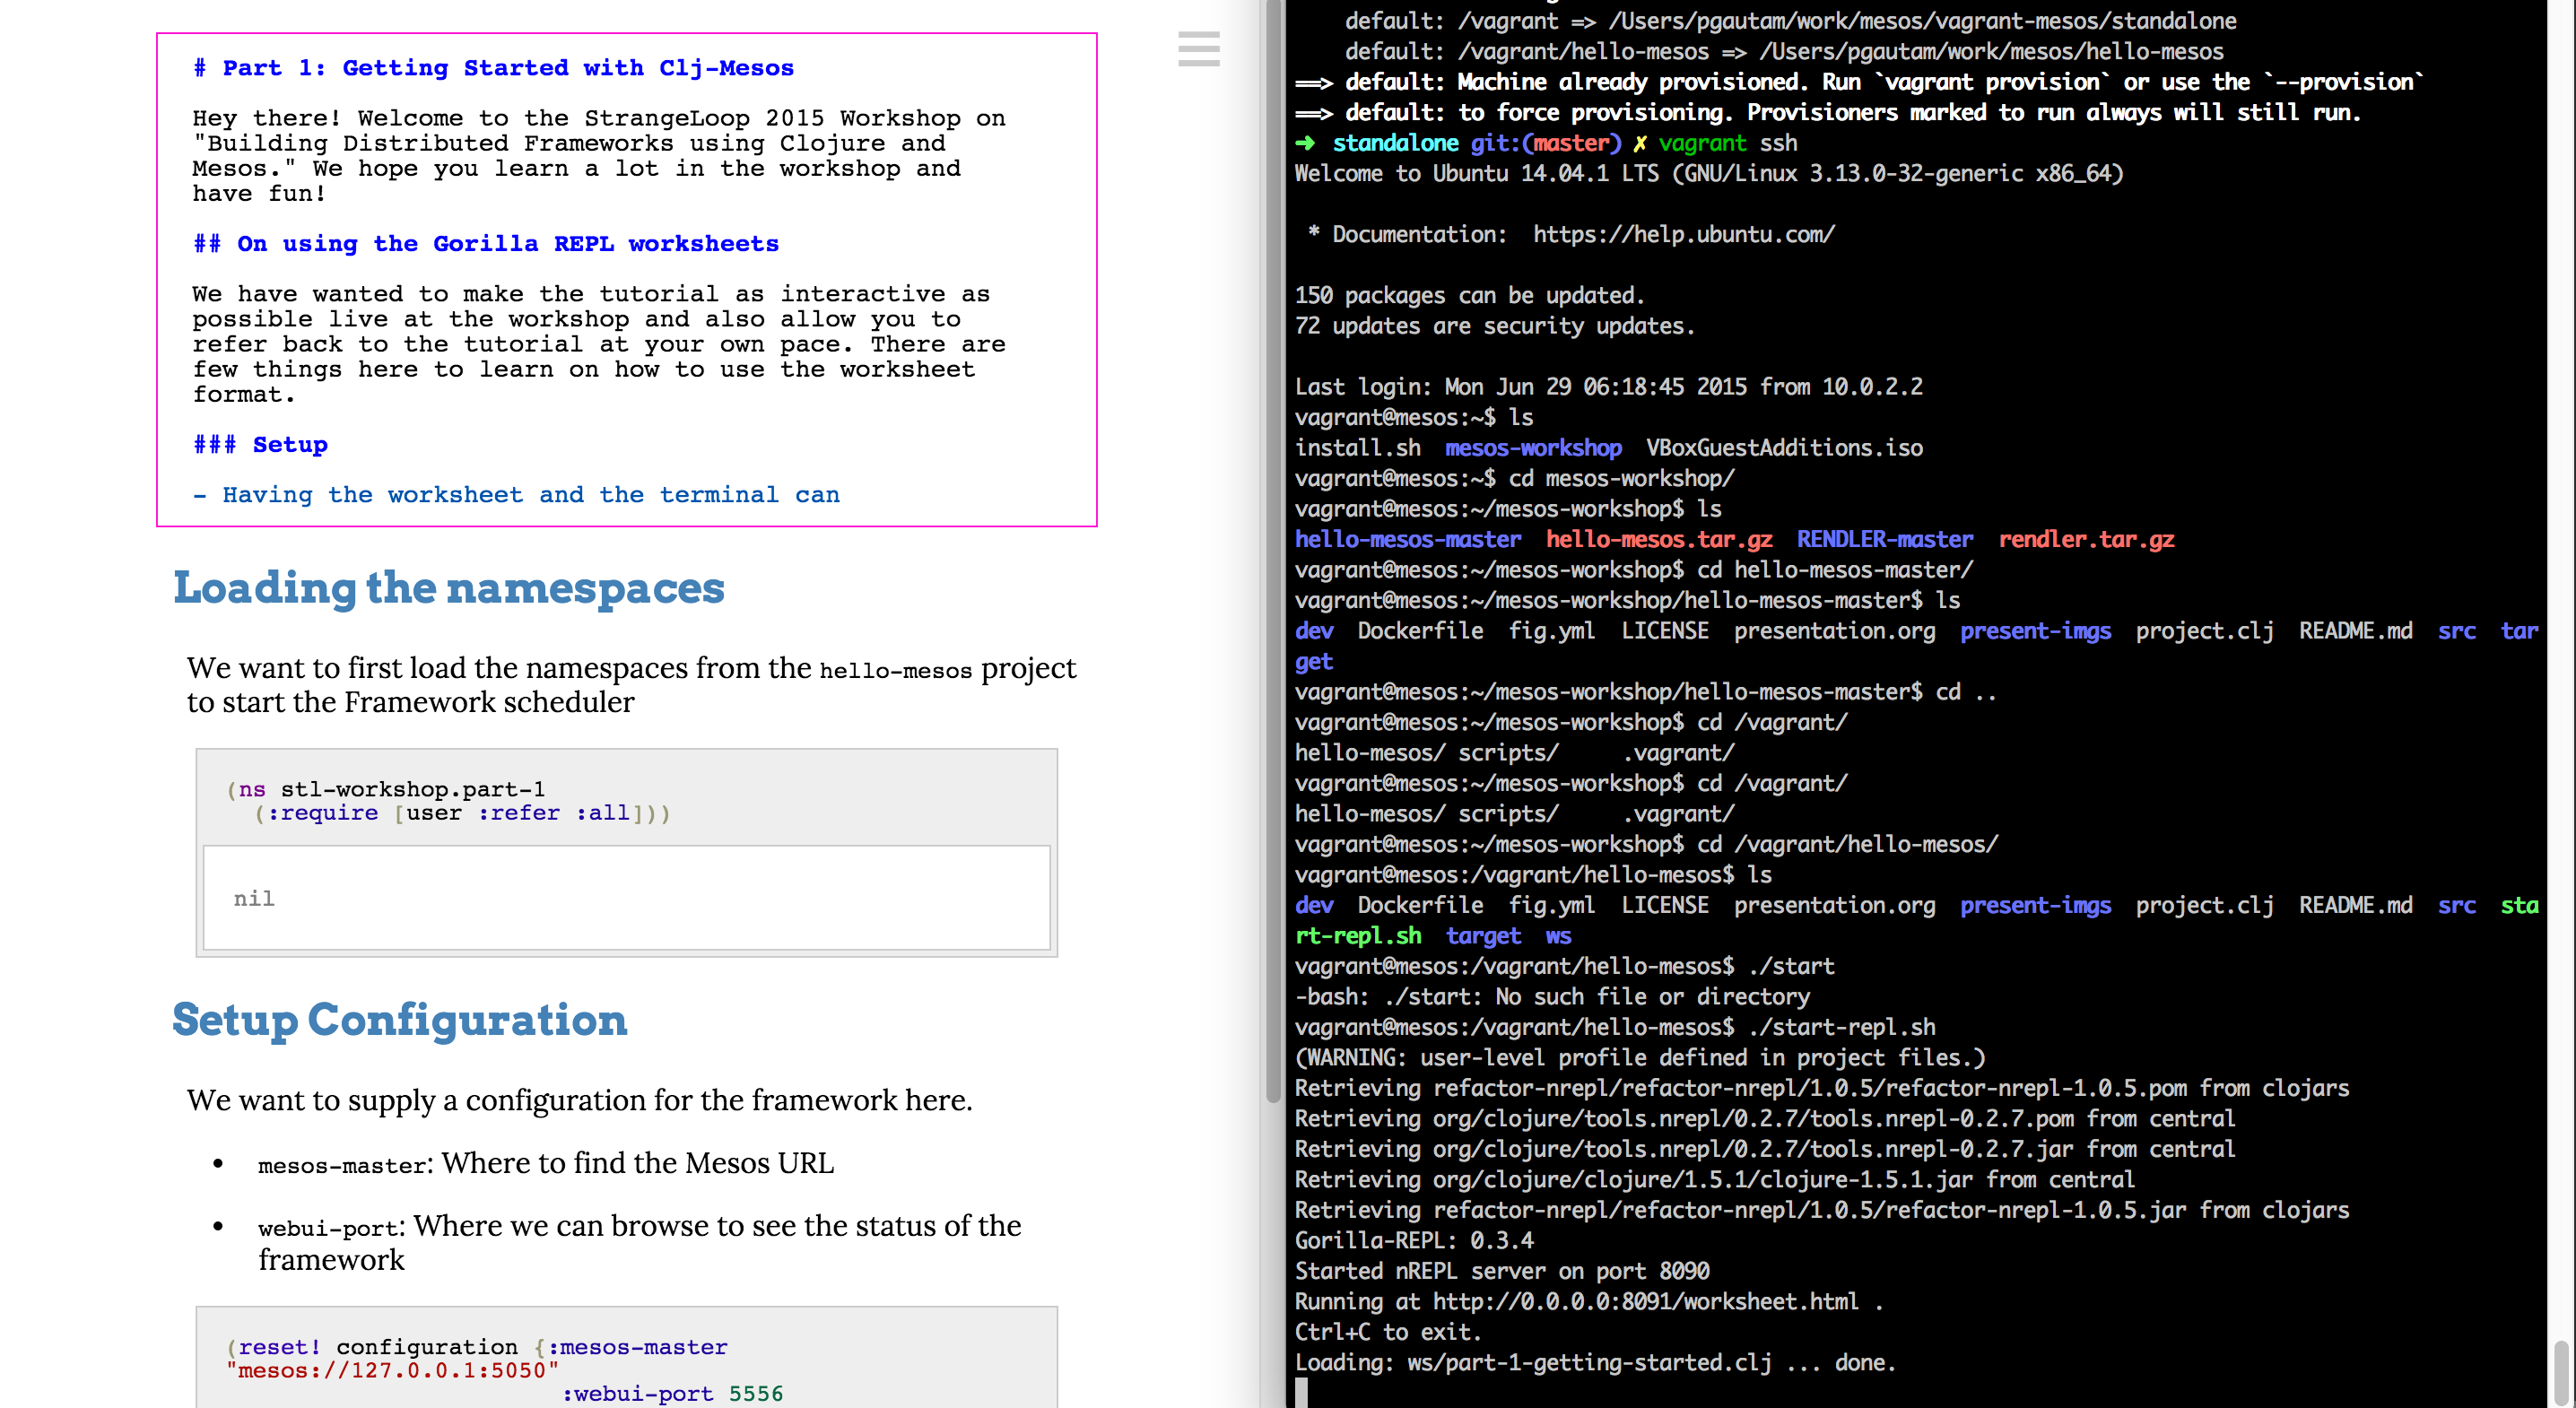 # Part 1: Getting Started with Clj-Mesos
Hey there! Welcome to the StrangeLoop 2015 Workshop on
"Building Distributed Frameworks using Clojure and
Mesos." We hope you learn a lot in the workshop and
have fun!
## On using the Gorilla REPL worksheets
We have wanted to make the tutorial as interactive as
possible live at the workshop and also allow you to
refer back to the tutorial at your own pace. There are
few things here to learn on how to use the worksheet
format.
### Setup
- Having the worksheet and the terminal can
Loading the namespaces
We want to first load the namespaces from the hello-mesos project
to start the Framework scheduler
(ns stl-workshop.part-1
(:require [user :refer :all]))
nil
Setup Configuration
We want to supply a configuration for the framework here.
• mesos-master: Where to find the Mesos URL
• webui-port: Where we can browse to see the status of the
framework
(reset! configuration {:mesos-master
"mesos://127.0.0.1:5050"
:webui-port 5556
default: /vagrant => /Users/pgautam/work/mesos/vagrant-mesos/standalone
default: /vagrant/hello-mesos => /Users/pgautam/work/mesos/hello-mesos
==> default: Machine already provisioned. Run `vagrant provision` or use the `--provision`
==> default: to force provisioning. Provisioners marked to run always will still run.
➜ standalone git:(master) ✗ vagrant ssh
Welcome to Ubuntu 14.04.1 LTS (GNU/Linux 3.13.0-32-generic x86_64)
* Documentation: https://help.ubuntu.com/
150 packages can be updated.
72 updates are security updates.
Last login: Mon Jun 29 06:18:45 2015 from 10.0.2.2
vagrant@mesos:~$ ls
install.sh mesos-workshop VBoxGuestAdditions.iso
vagrant@mesos:~$ cd mesos-workshop/
vagrant@mesos:~/mesos-workshop$ ls
hello-mesos-master hello-mesos.tar.gz RENDLER-master rendler.tar.gz
vagrant@mesos:~/mesos-workshop$ cd hello-mesos-master/
vagrant@mesos:~/mesos-workshop/hello-mesos-master$ ls
dev Dockerfile fig.yml LICENSE presentation.org present-imgs project.clj README.md src tar
get
vagrant@mesos:~/mesos-workshop/hello-mesos-master$ cd ..
vagrant@mesos:~/mesos-workshop$ cd /vagrant/
hello-mesos/ scripts/ .vagrant/
vagrant@mesos:~/mesos-workshop$ cd /vagrant/
hello-mesos/ scripts/ .vagrant/
vagrant@mesos:~/mesos-workshop$ cd /vagrant/hello-mesos/
vagrant@mesos:/vagrant/hello-mesos$ ls
dev Dockerfile fig.yml LICENSE presentation.org present-imgs project.clj README.md src sta
rt-repl.sh target ws
vagrant@mesos:/vagrant/hello-mesos$ ./start
-bash: ./start: No such file or directory
vagrant@mesos:/vagrant/hello-mesos$ ./start-repl.sh
(WARNING: user-level profile defined in project files.)
Retrieving refactor-nrepl/refactor-nrepl/1.0.5/refactor-nrepl-1.0.5.pom from clojars
Retrieving org/clojure/tools.nrepl/0.2.7/tools.nrepl-0.2.7.pom from central
Retrieving org/clojure/tools.nrepl/0.2.7/tools.nrepl-0.2.7.jar from central
Retrieving org/clojure/clojure/1.5.1/clojure-1.5.1.jar from central
Retrieving refactor-nrepl/refactor-nrepl/1.0.5/refactor-nrepl-1.0.5.jar from clojars
Gorilla-REPL: 0.3.4
Started nREPL server on port 8090
Running at http://0.0.0.0:8091/worksheet.html .
Ctrl+C to exit.
Loading: ws/part-1-getting-started.clj ... done.